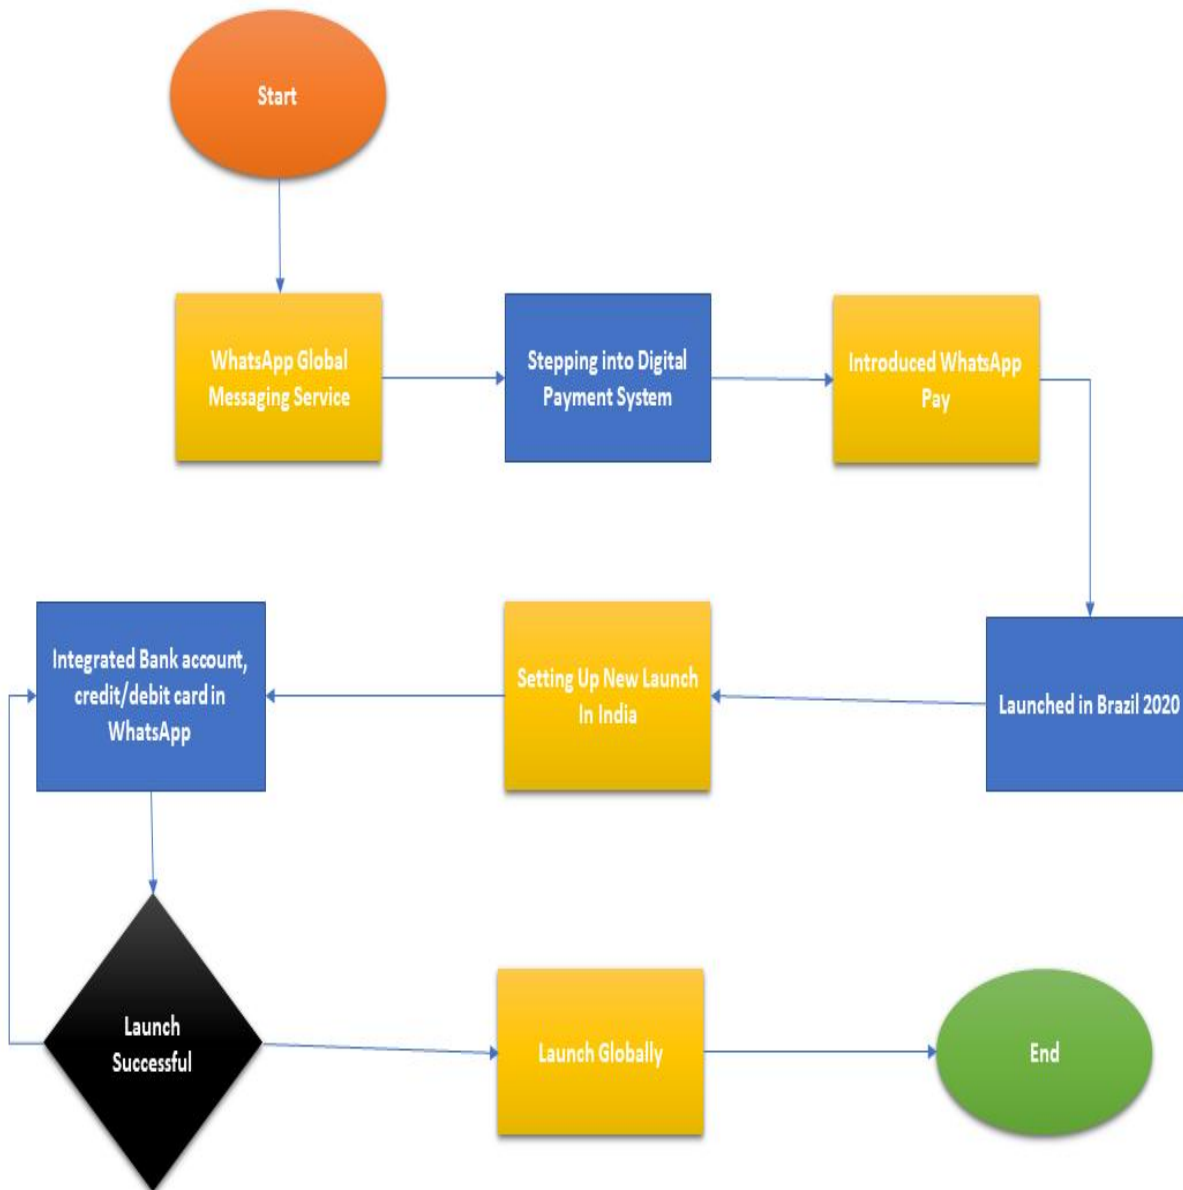 Start
WhatsApp Global
Messaging Service
Stepping into Digital
Payment System
Introduced WhatsApp
Pay
Integrated Bank account,
credit/debit card in
WhatsApp
Setting Up New Launch
In India
Launched in Brazil 2020
Launch
Successful
Launch Globally
End